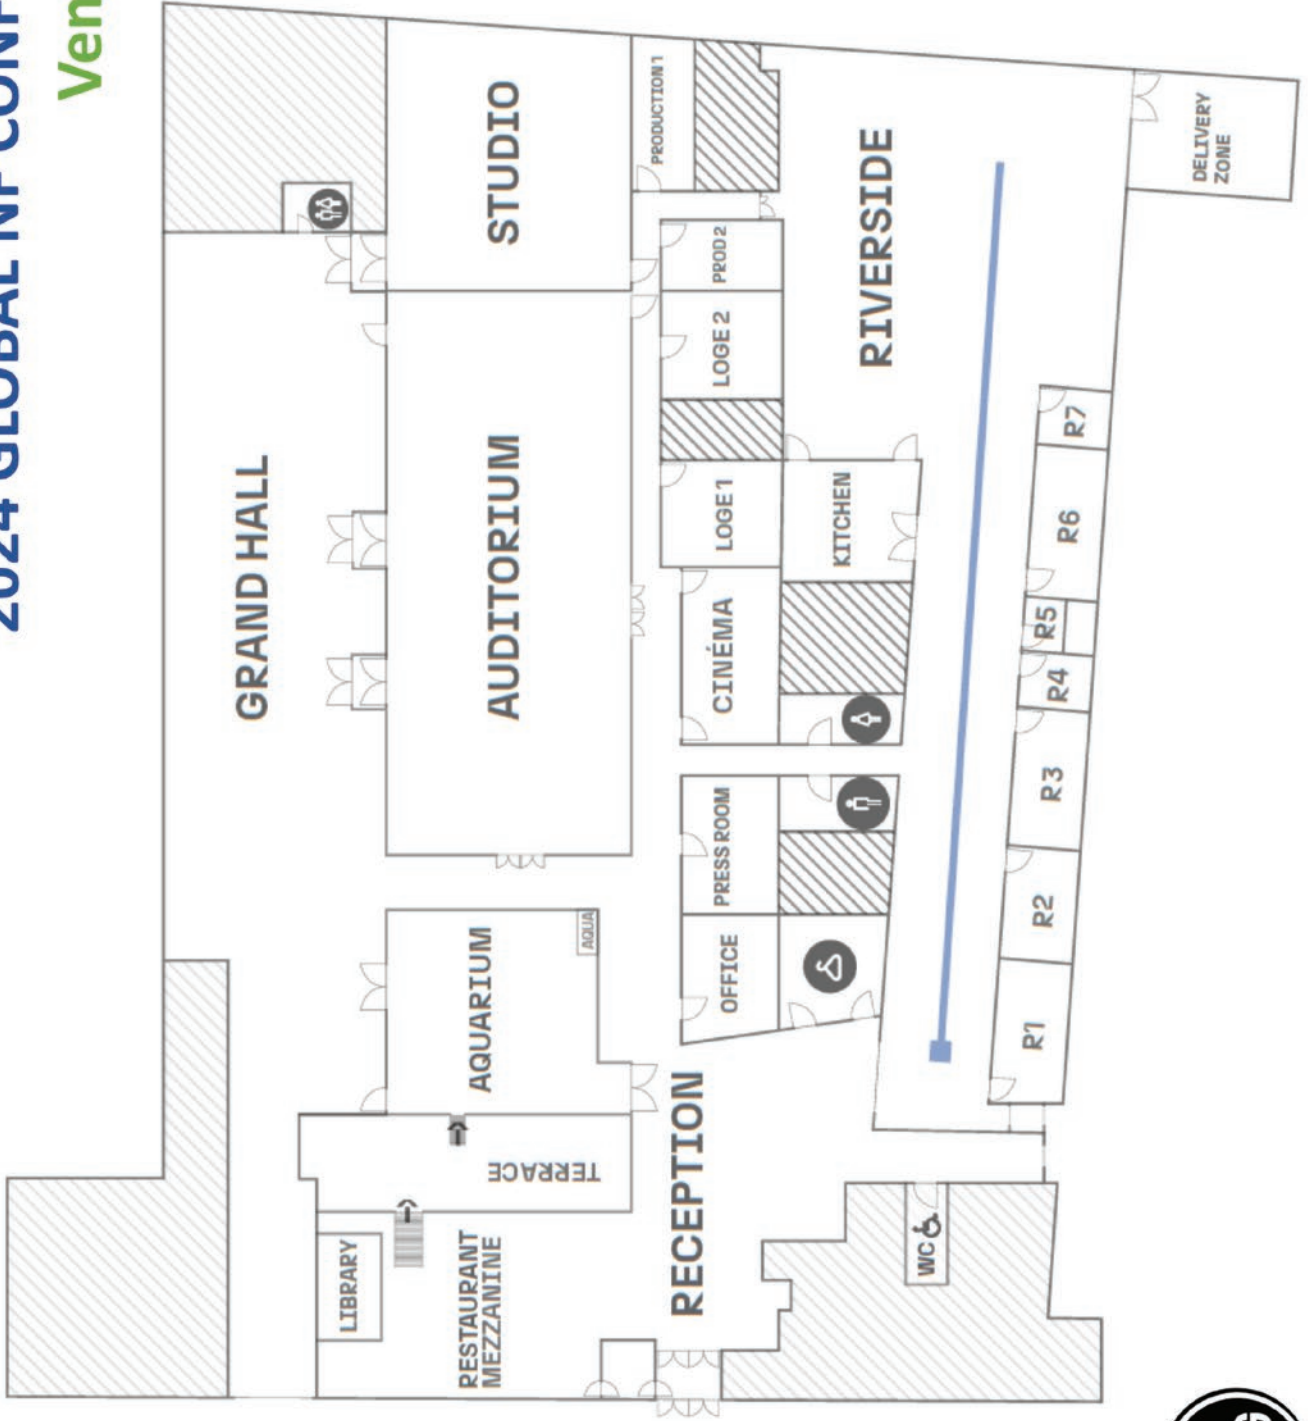 2024 GLOBAL NF CONF
Ven
GRAND HALL
STUDIO
PRODUCTION 1
PROD 2
LOGE 2
RIVERSIDE
DELIVERY
ZONE
AUDITORIUM
LOGE 1
KITCHEN
CINÉMA
PRESS ROOM
OFFICE
AQUARIUM
AQUA
TERRACE
LIBRARY
RESTAURANT
MEZZANINE
RECEPTION
WC
R7
R6
R5
R4
R3
R2
R1